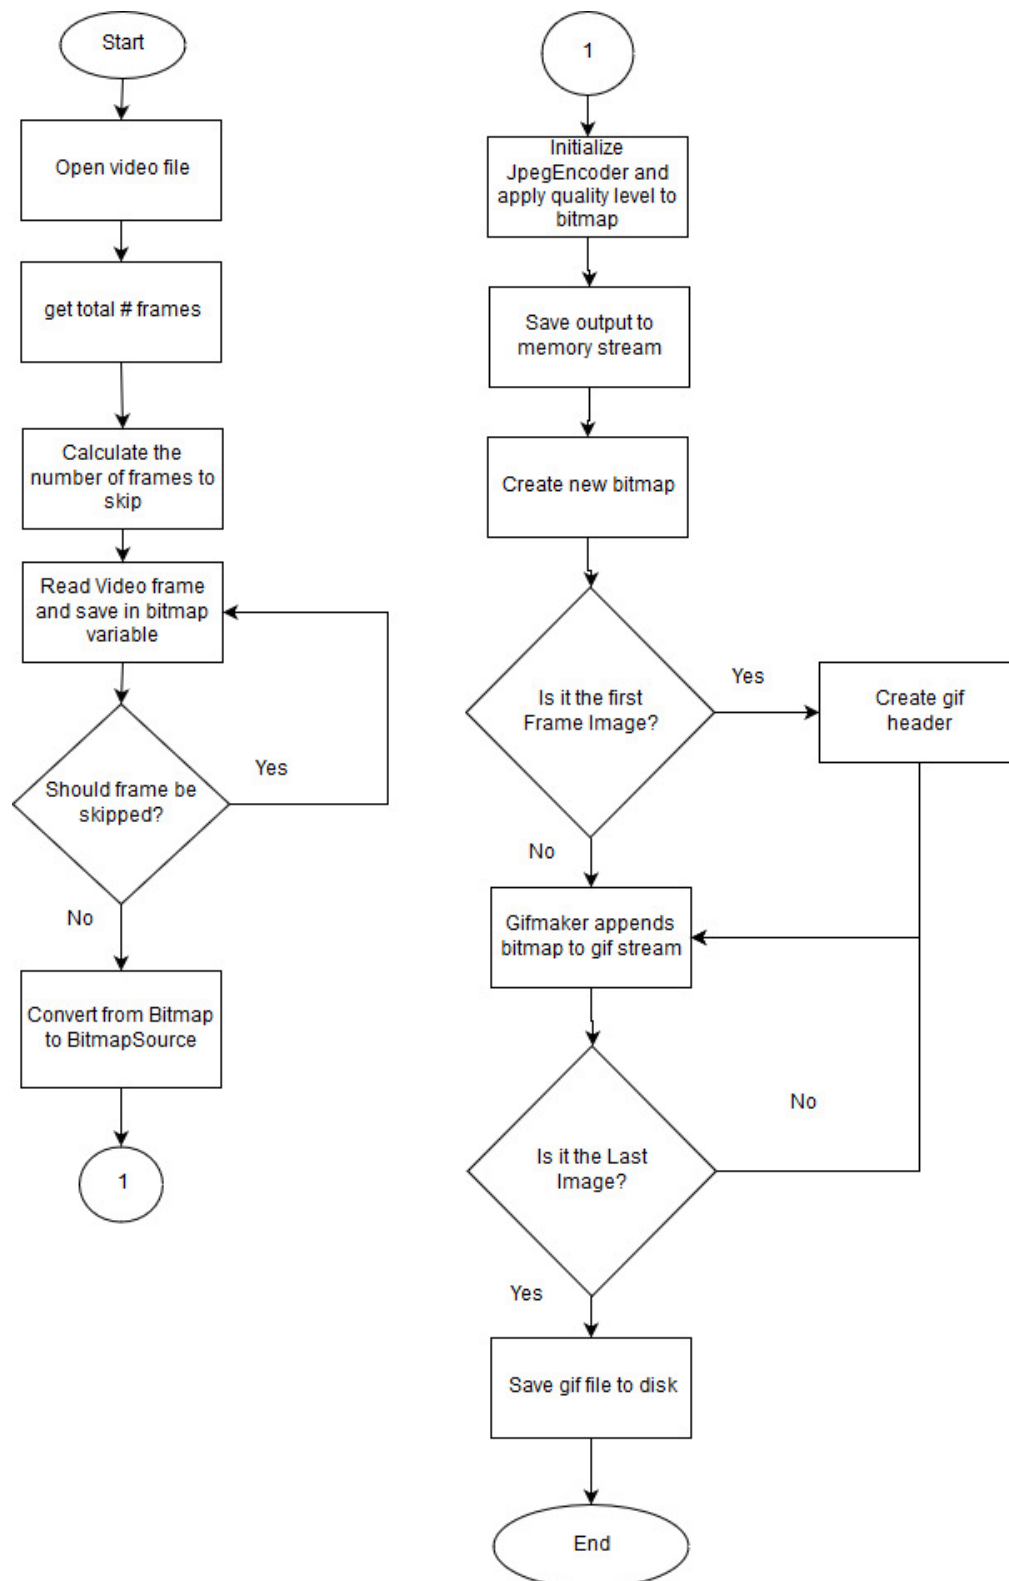 Start
Open video file
get total # frames
Calculate the
number of frames to
skip
Read Video frame
and save in bitmap
variable
Should frame be
skipped?
Yes
No
Convert from Bitmap
to BitmapSource
1
1
Initialize
JpegEncoder and
apply quality level to
bitmap
Save output to
memory stream
Create new bitmap
Is it the first
Frame Image?
Yes
Create gif
header
No
Gifmaker appends
bitmap to gif stream
Is it the Last
Image?
No
Yes
Save gif file to disk
End